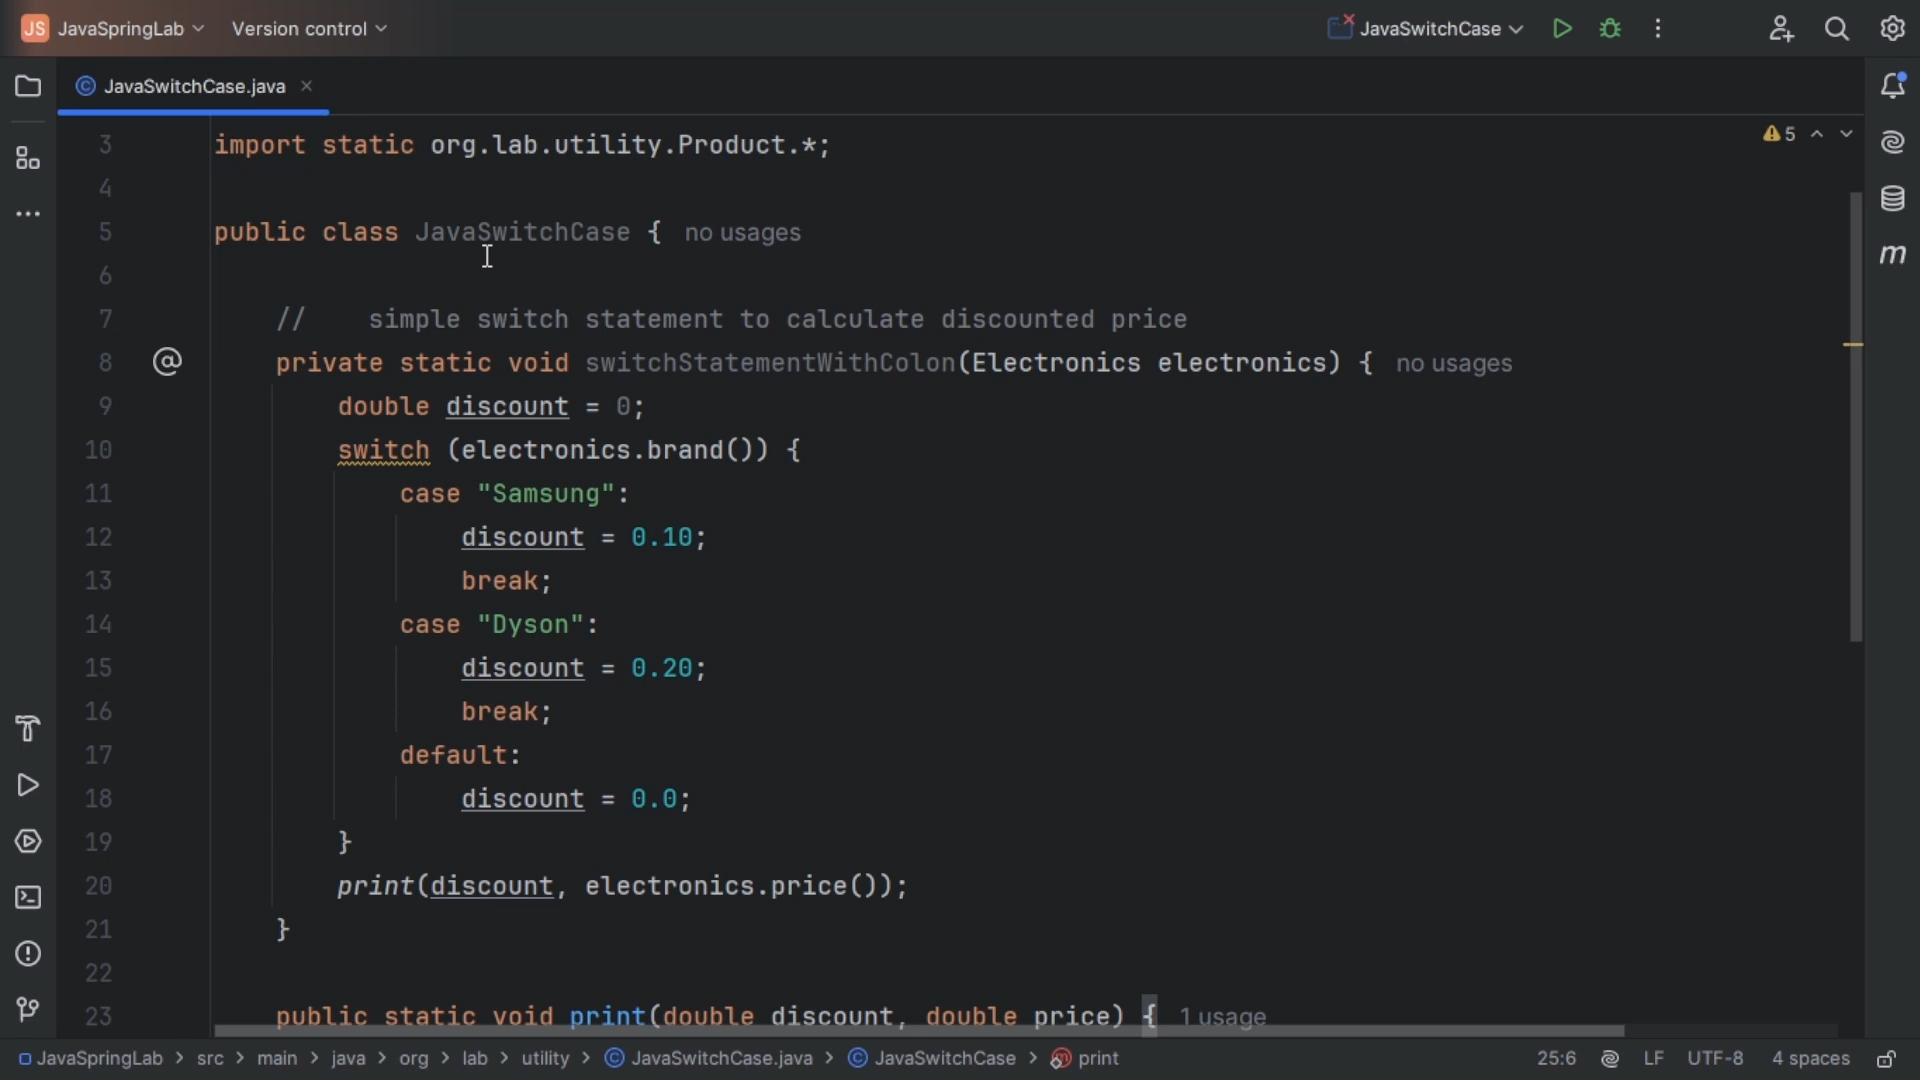 JS JavaSpringLab Version control JavaSwitchCase
JavaSwitchCase.java
5
3 import static org.lab.utility.Product.*;
4
5 public class JavaSwitchCase { no usages
6
7 // simple switch statement to calculate discounted price
8 @ private static void switchStatementWithColon(Electronics electronics) { no usages
9 double discount = 0;
10 switch (electronics.brand()) {
11 case "Samsung":
12 discount = 0.10;
13 break;
14 case "Dyson":
15 discount = 0.20;
16 break;
17 default:
18 discount = 0.0;
19 }
20 print(discount, electronics.price());
21 }
22
23 public static void print(double discount, double price) { 1 usage
JavaSpringLab > src > main > java > org > lab > utility > JavaSwitchCase.java > JavaSwitchCase > print 25:6 LF UTF-8 4 spaces